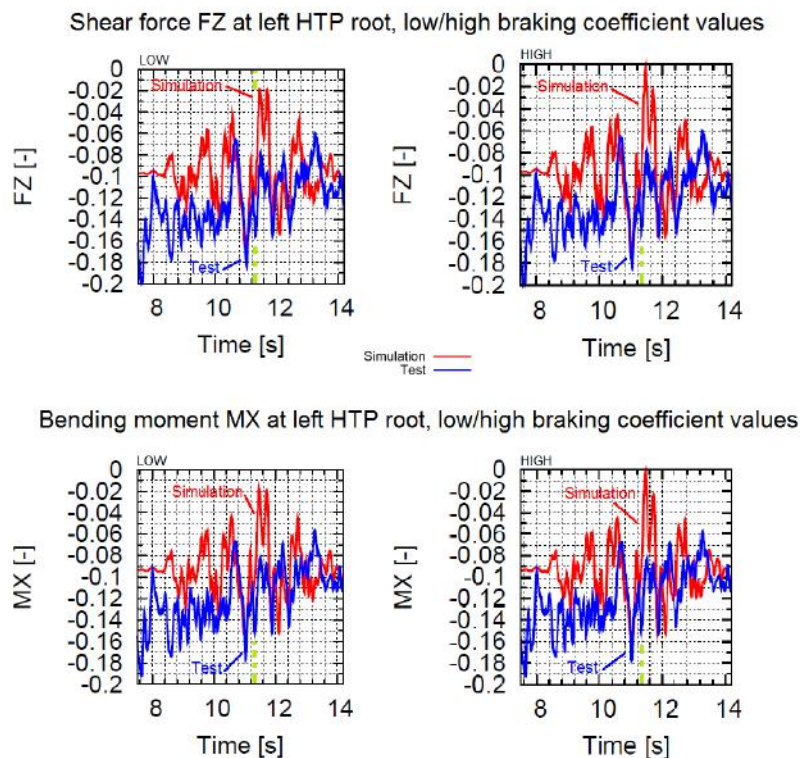 Shear force FZ at left HTP root, low/high braking coefficient values
LOW
0
-0.02
-0.04
-0.06
-0.08
-0.1
-0.12
-0.14
-0.16
-0.18
-0.2
FZ [-]
Simulation
Test
8 10 12 14
Time [s]
HIGH
0
-0.02
-0.04
-0.06
-0.08
-0.1
-0.12
-0.14
-0.16
-0.18
-0.2
FZ [-]
Simulation
Test
8 10 12 14
Time [s]
Simulation
Test
Bending moment MX at left HTP root, low/high braking coefficient values
LOW
0
-0.02
-0.04
-0.06
-0.08
-0.1
-0.12
-0.14
-0.16
-0.18
-0.2
MX [-]
Simulation
Test
8 10 12 14
Time [s]
HIGH
0
-0.02
-0.04
-0.06
-0.08
-0.1
-0.12
-0.14
-0.16
-0.18
-0.2
MX [-]
Simulation
Test
8 10 12 14
Time [s]